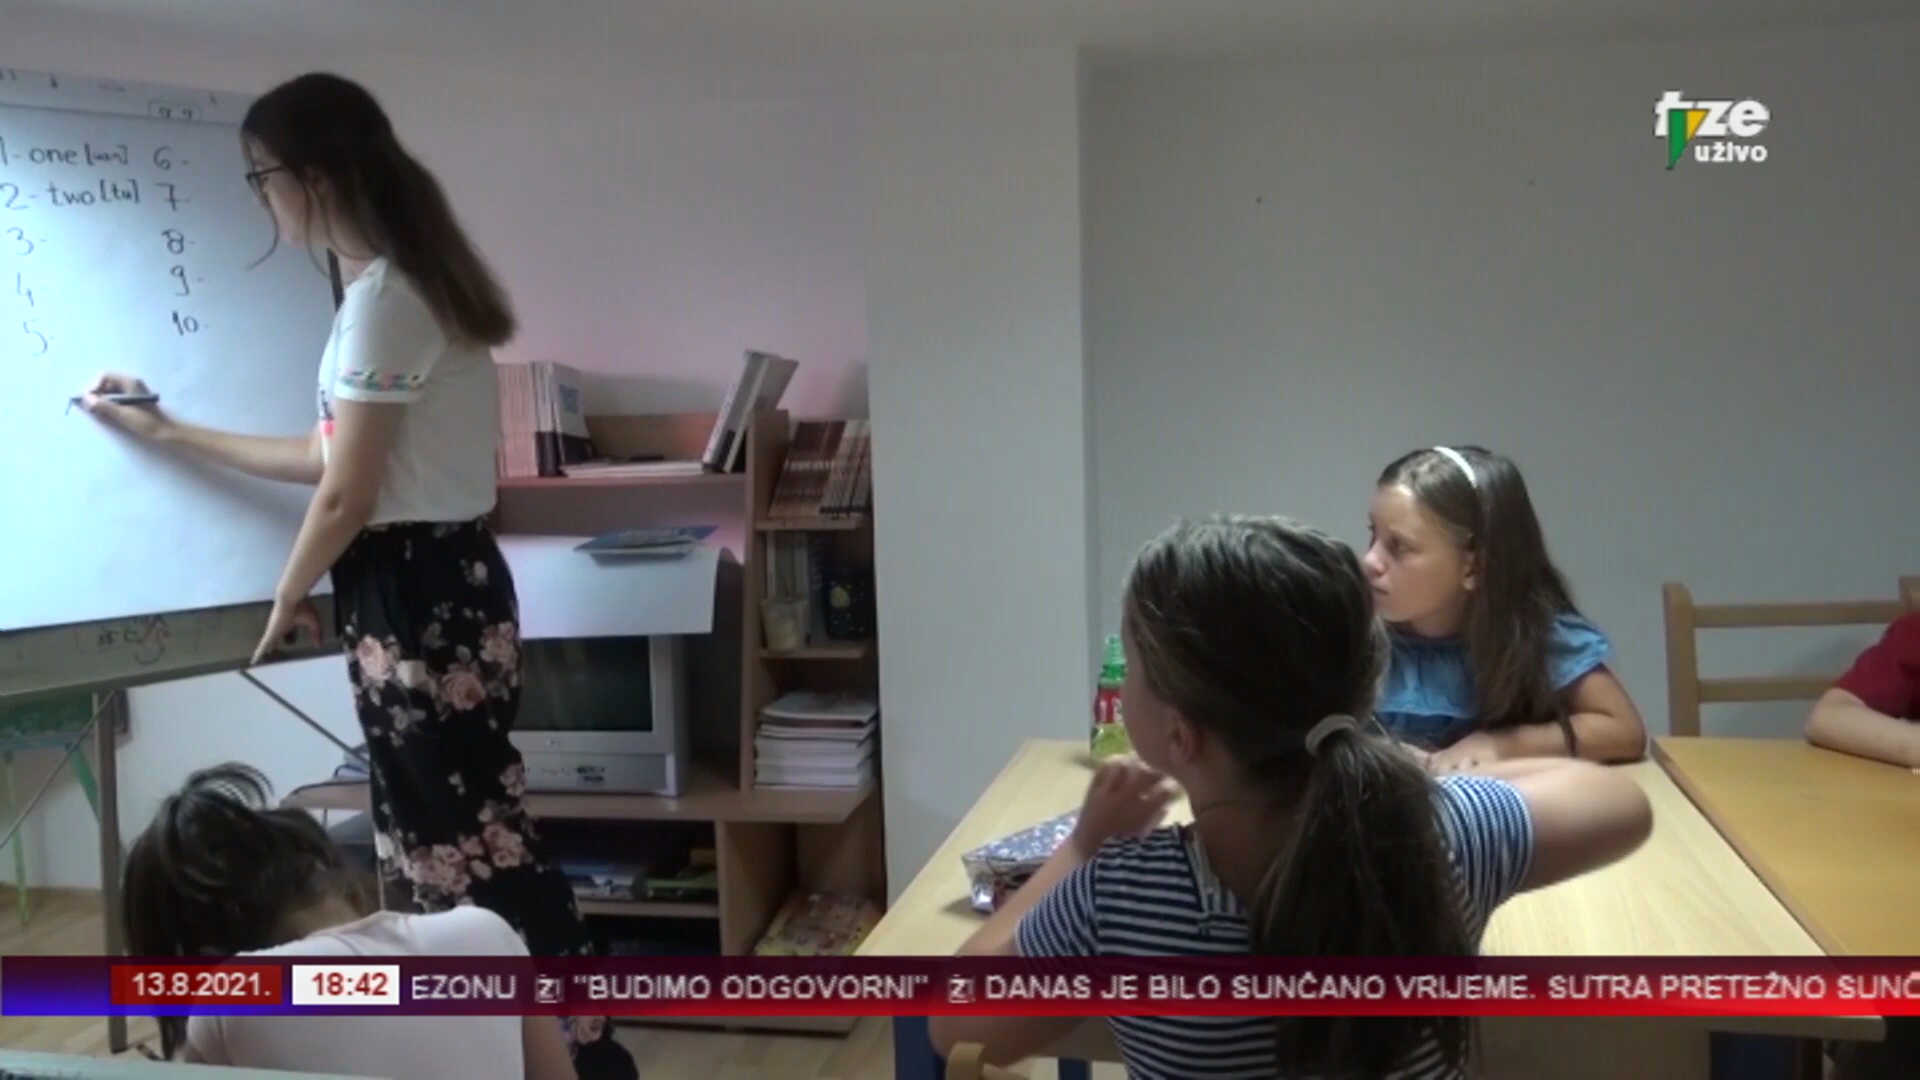 1- one [uan] 6-
2- two [tu] 7-
3- 8-
4 9-
5- 10-
tvze
uživo
13.8.2021. 18:42 EZONU "BUDIMO ODGOVORNI" DANAS JE BILO SUNČANO VRIJEME. SUTRA PRETEŽNO SUNČ